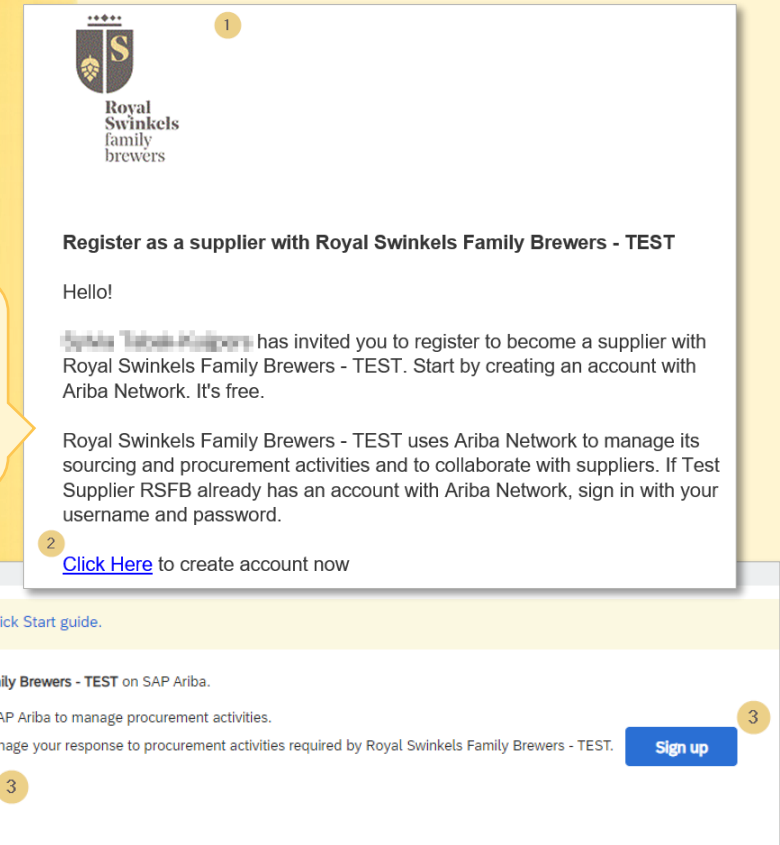 1
S
Royal
Swinkels
family
brewers
Register as a supplier with Royal Swinkels Family Brewers - TEST
Hello!
has invited you to register to become a supplier with
Royal Swinkels Family Brewers - TEST. Start by creating an account with
Ariba Network. It's free.
Royal Swinkels Family Brewers - TEST uses Ariba Network to manage its
sourcing and procurement activities and to collaborate with suppliers. If Test
Supplier RSFB already has an account with Ariba Network, sign in with your
username and password.
2
Click Here to create account now
ick Start guide.
ily Brewers - TEST on SAP Ariba.
AP Ariba to manage procurement activities.
nage your response to procurement activities required by Royal Swinkels Family Brewers - TEST.
Sign up
3
3